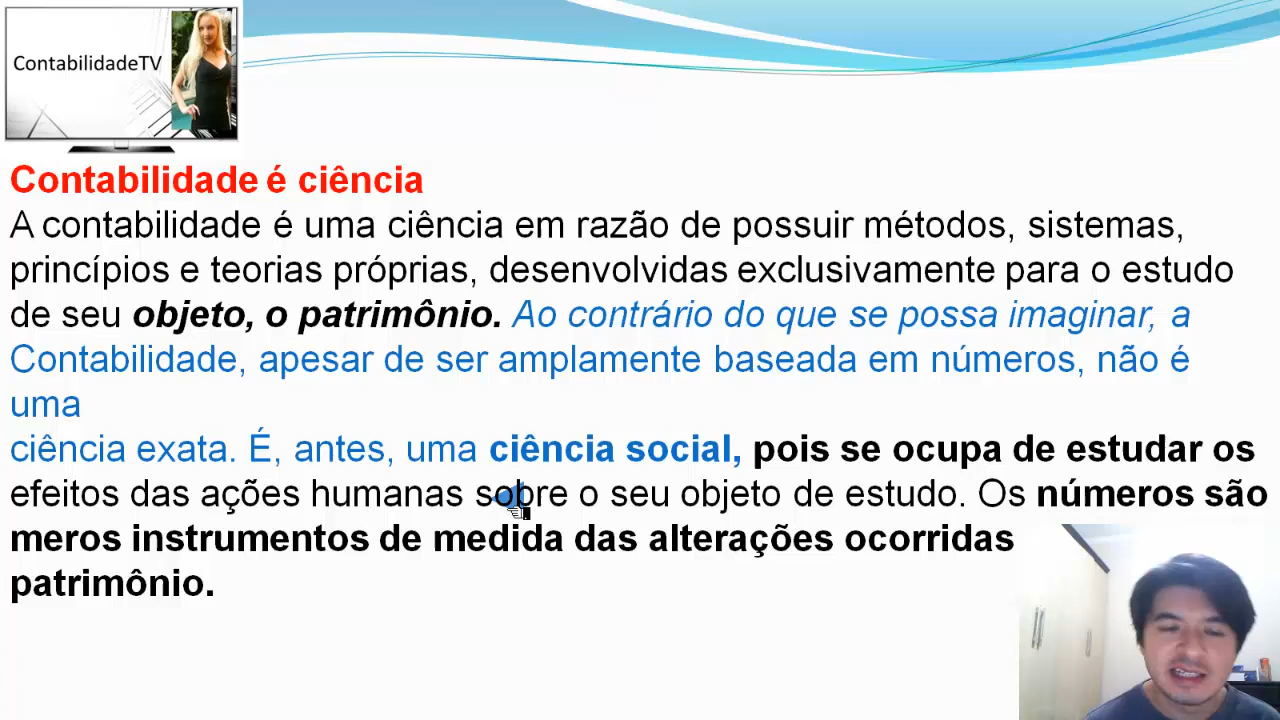 ContabilidadeTV
Contabilidade é ciência
A contabilidade é uma ciência em razão de possuir métodos, sistemas,
princípios e teorias próprias, desenvolvidas exclusivamente para o estudo
de seu objeto, o patrimônio. Ao contrário do que se possa imaginar, a
Contabilidade, apesar de ser amplamente baseada em números, não é
uma
ciência exata. É, antes, uma ciência social, pois se ocupa de estudar os
efeitos das ações humanas sobre o seu objeto de estudo. Os números são
meros instrumentos de medida das alterações ocorridas
patrimônio.